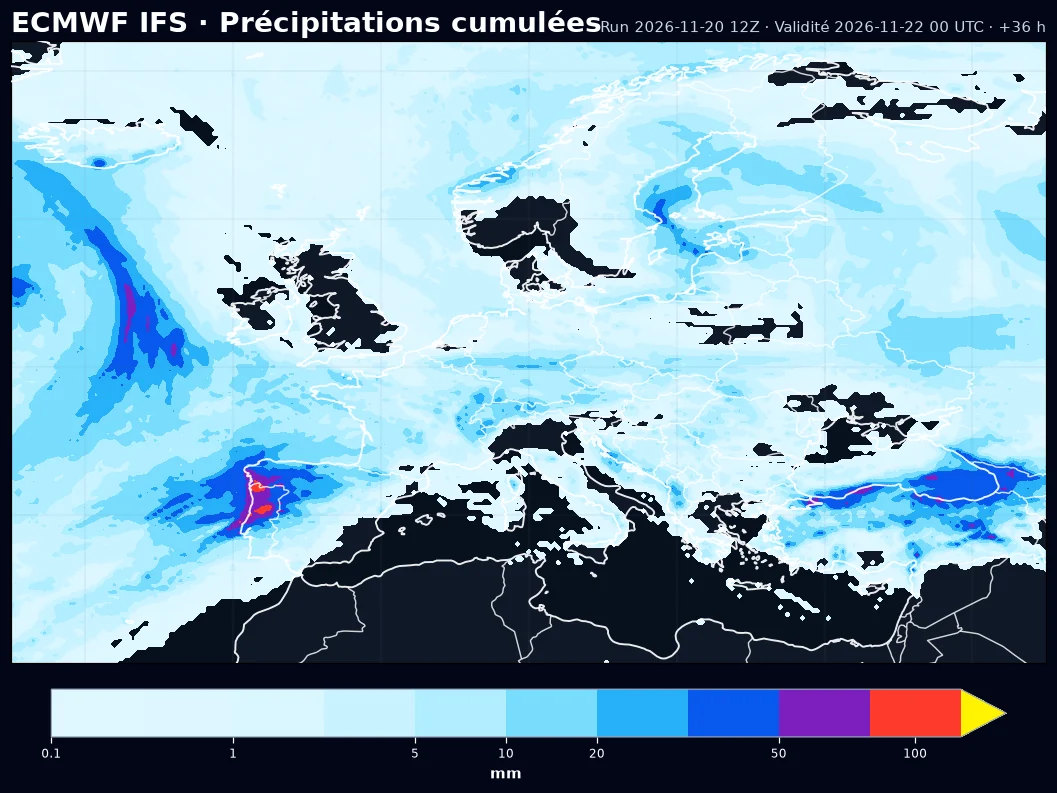 ECMWF IFS · Précipitations cumulées
Run 2026-11-20 12Z · Validité 2026-11-22 00 UTC · +36 h
0.1 1 5 10 20 50 100
mm